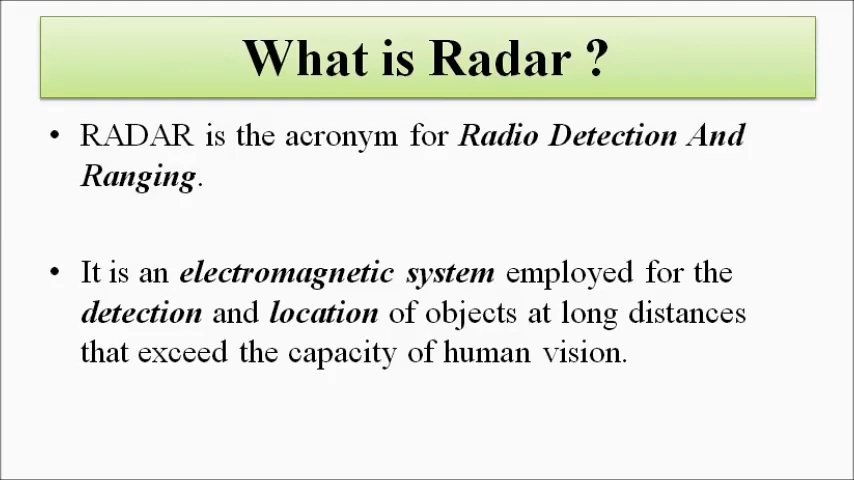 What is Radar ?
• RADAR is the acronym for Radio Detection And
Ranging.
• It is an electromagnetic system employed for the
detection and location of objects at long distances
that exceed the capacity of human vision.